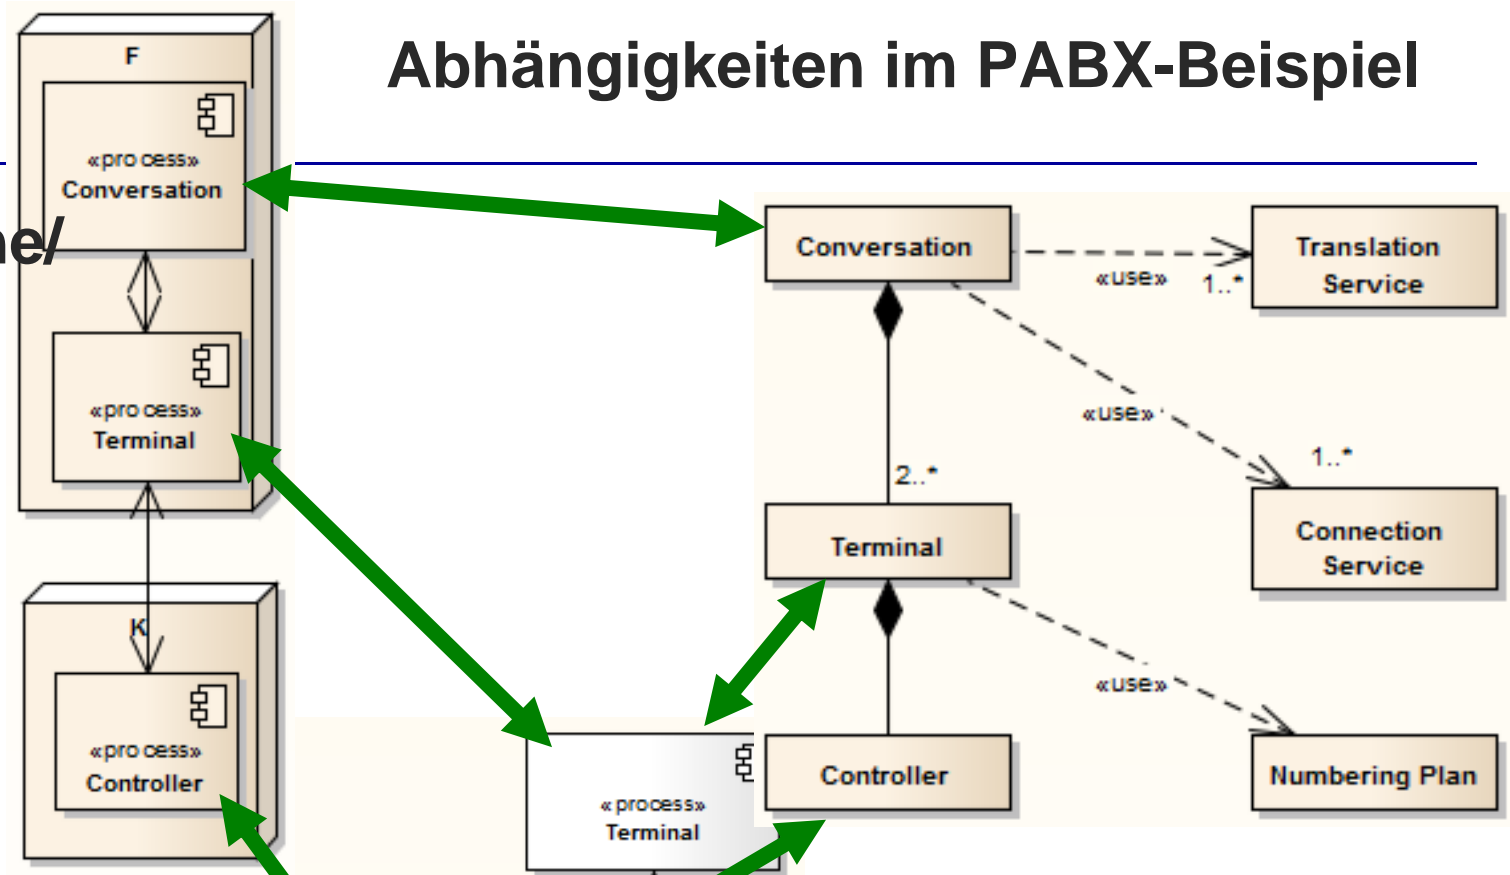 Abhängigkeiten im PABX-Beispiel
F
«process»
Conversation
ne/
«process»
Terminal
K
«process»
Controller
«process»
Terminal
Conversation
«use»
1..*
Translation
Service
«use»
1..*
2..*
Terminal
Connection
Service
«use»
Controller
Numbering Plan